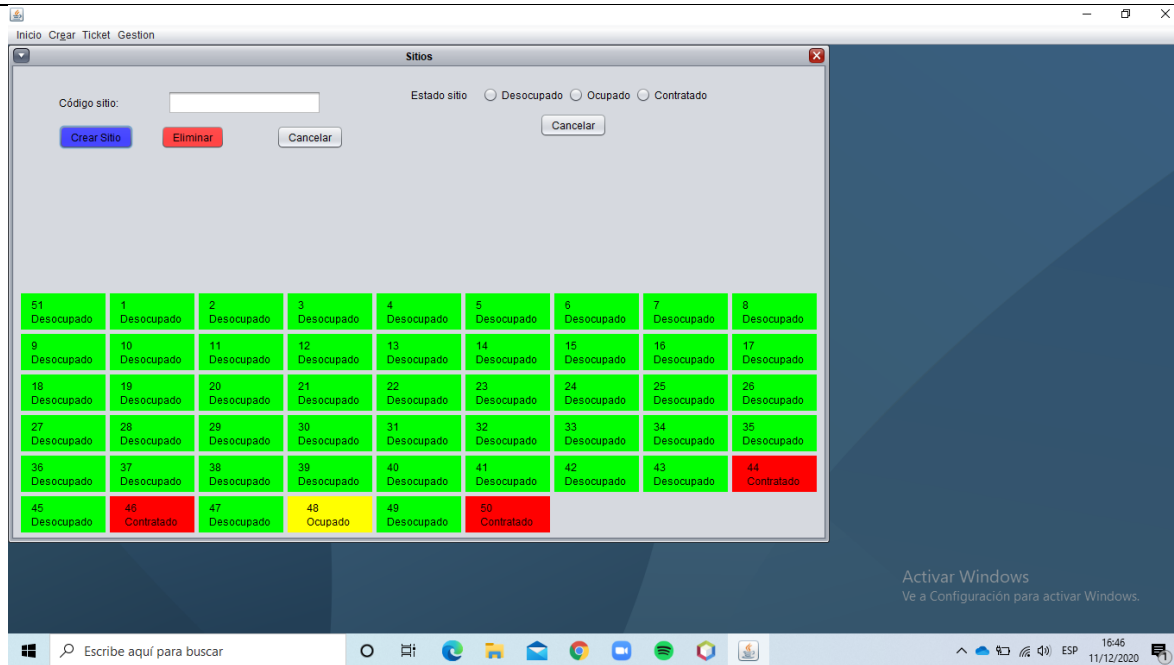 Inicio Crear Ticket Gestion
Sitios
Código sitio:
Estado sitio Desocupado Ocupado Contratado
Crear Sitio Eliminar Cancelar
Cancelar
51 1 2 3 4 5 6 7 8
Desocupado Desocupado Desocupado Desocupado Desocupado Desocupado Desocupado Desocupado Desocupado
9 10 11 12 13 14 15 16 17
Desocupado Desocupado Desocupado Desocupado Desocupado Desocupado Desocupado Desocupado Desocupado
18 19 20 21 22 23 24 25 26
Desocupado Desocupado Desocupado Desocupado Desocupado Desocupado Desocupado Desocupado Desocupado
27 28 29 30 31 32 33 34 35
Desocupado Desocupado Desocupado Desocupado Desocupado Desocupado Desocupado Desocupado Desocupado
36 37 38 39 40 41 42 43 44
Desocupado Desocupado Desocupado Desocupado Desocupado Desocupado Desocupado Desocupado Contratado
45 46 47 48 49 50
Desocupado Contratado Desocupado Ocupado Desocupado Contratado
Activar Windows
Ve a Configuración para activar Windows.
Escribe aquí para buscar
ESP
16:46
11/12/2020
1